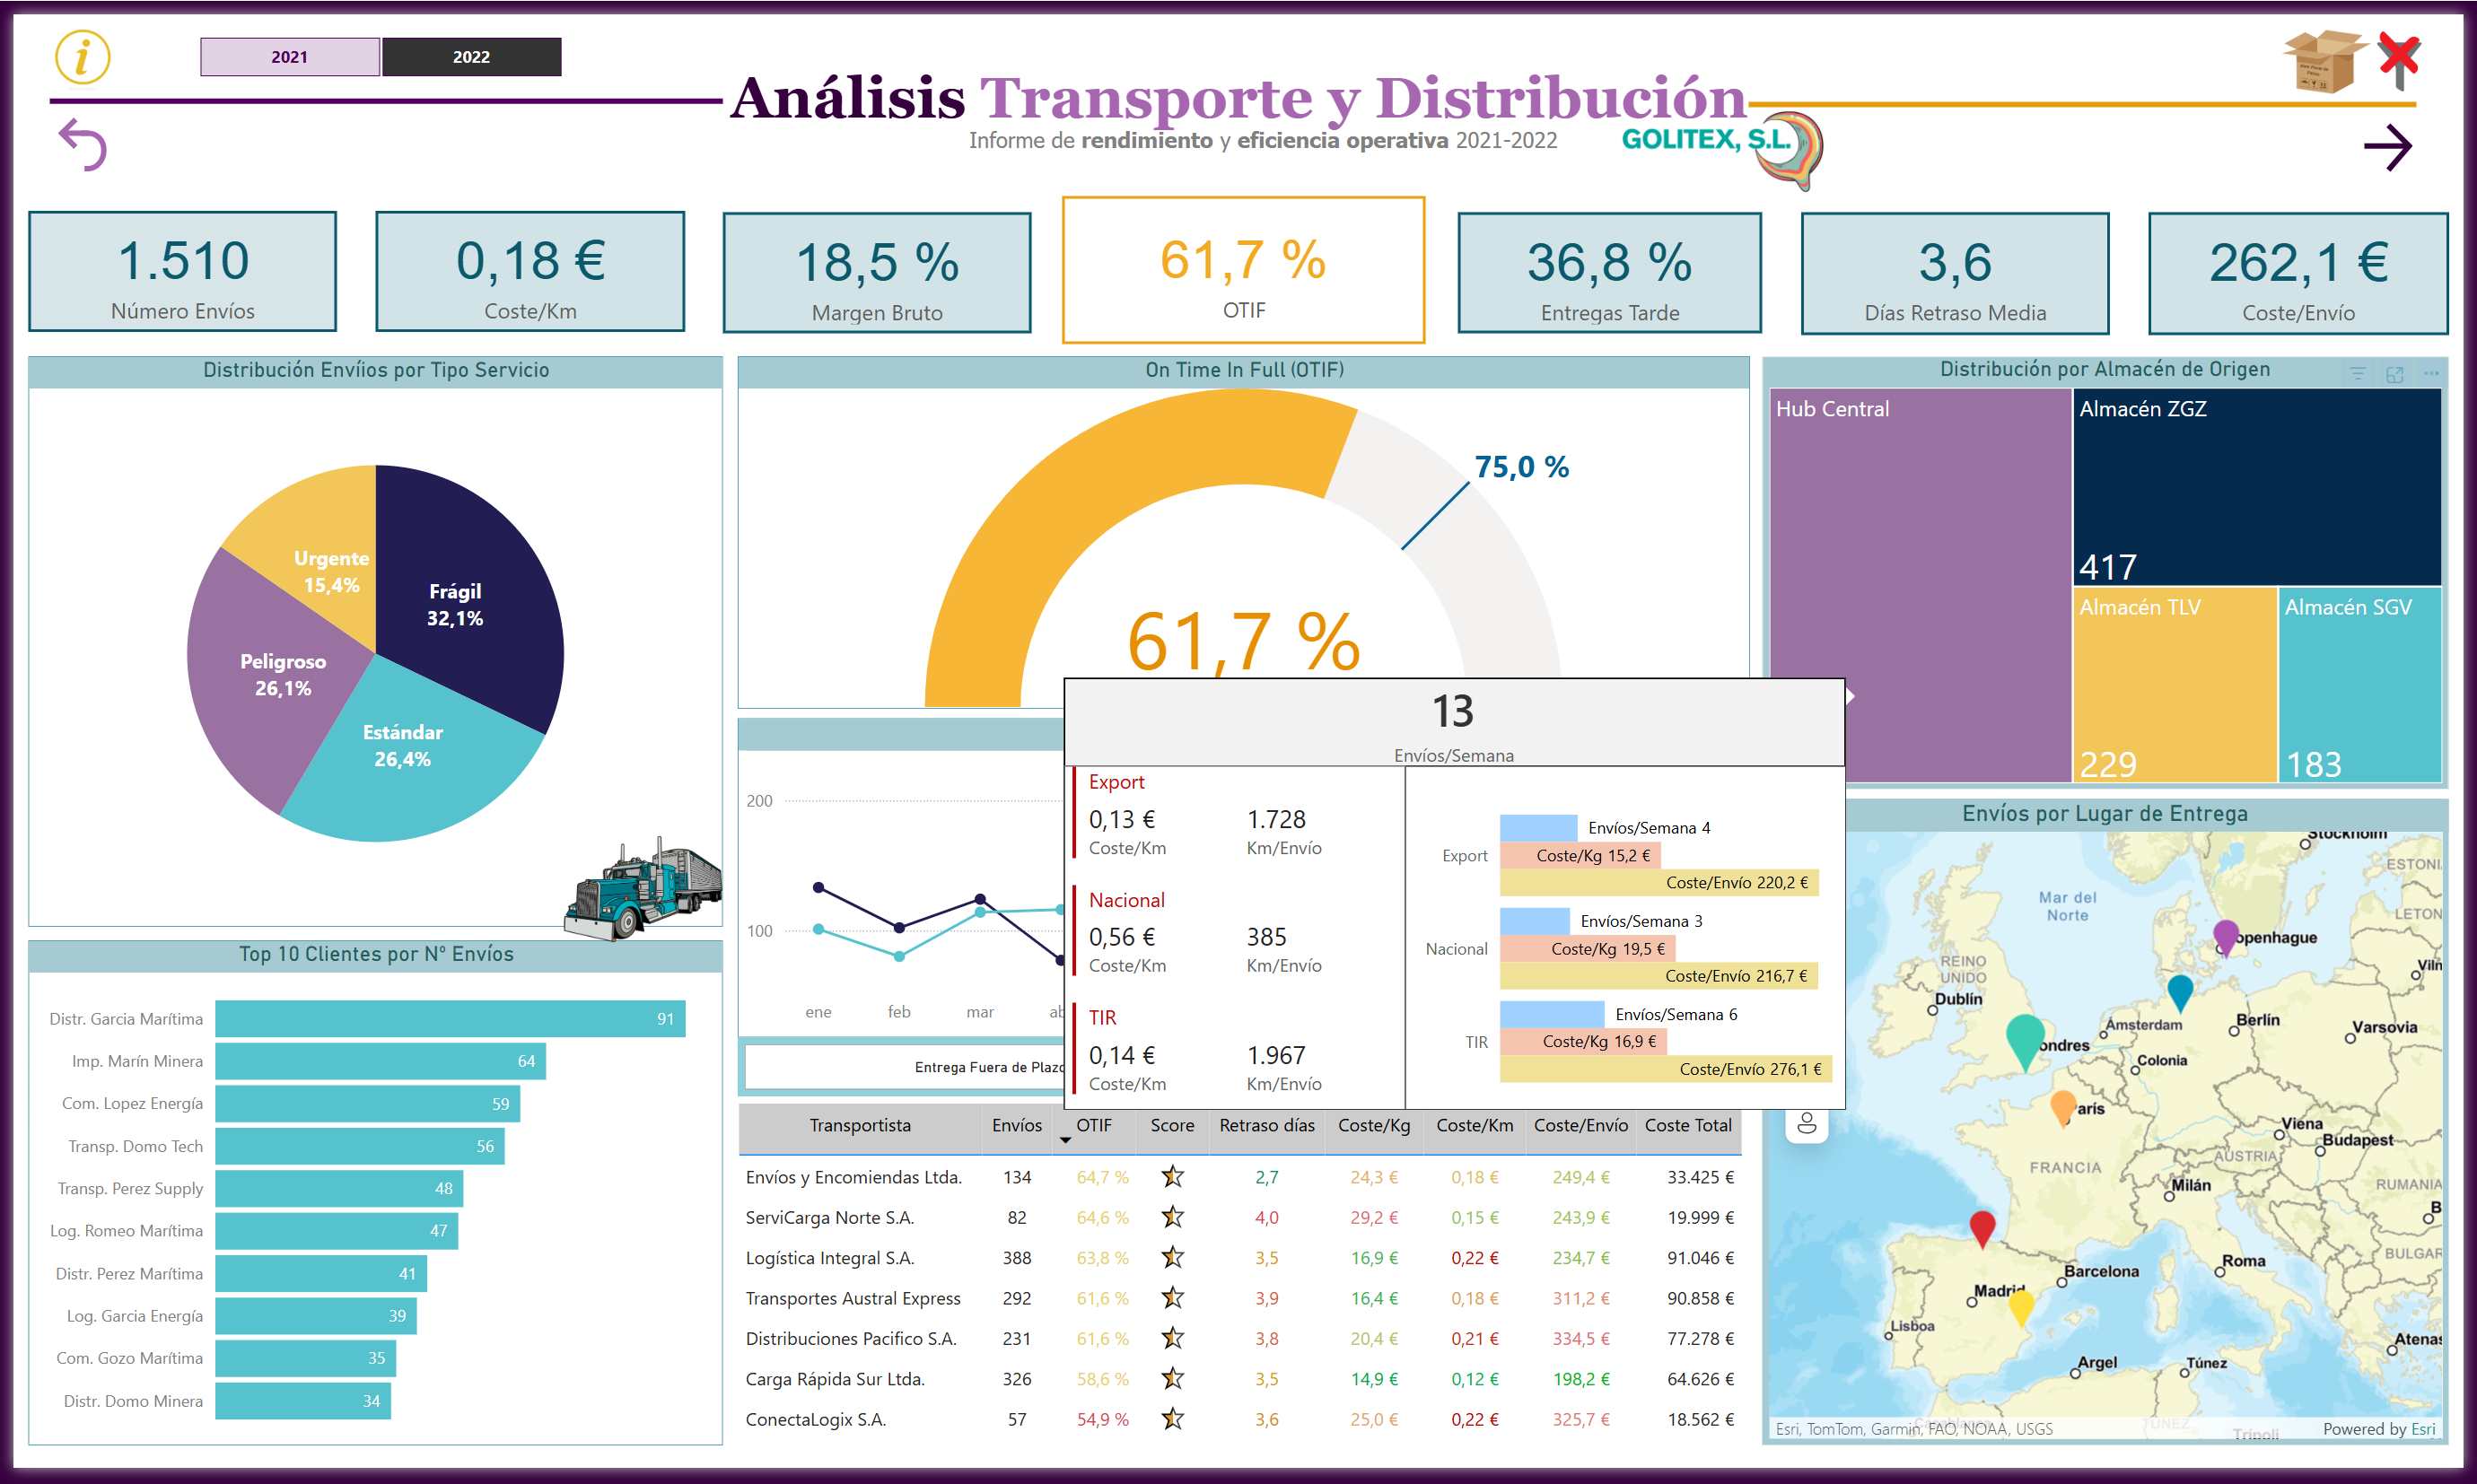 2021
2022
Análisis Transporte y Distribución
Informe de rendimiento y eficiencia operativa 2021-2022
GOLITEX, S.L.
1.510
Número Envíos
0,18 €
Coste/Km
18,5 %
Margen Bruto
61,7 %
OTIF
36,8 %
Entregas Tarde
3,6
Días Retraso Media
262,1 €
Coste/Envío
Distribución Envíios por Tipo Servicio
Urgente
15,4%
Frágil
32,1%
Peligroso
26,1%
Estándar
26,4%
On Time In Full (OTIF)
75,0 %
61,7 %
Distribución por Almacén de Origen
Hub Central
Almacén ZGZ
417
Almacén TLV
229
Almacén SGV
183
200
100
ene
feb
mar
Entrega Fuera de Plazo
13
Envíos/Semana
Export
0,13 €
1.728
Coste/Km
Km/Envío
Nacional
0,56 €
385
Coste/Km
Km/Envío
TIR
0,14 €
1.967
Coste/Km
Km/Envío
Export
Envíos/Semana 4
Coste/Kg 15,2 €
Coste/Envío 220,2 €
Nacional
Envíos/Semana 3
Coste/Kg 19,5 €
Coste/Envío 216,7 €
TIR
Envíos/Semana 6
Coste/Kg 16,9 €
Coste/Envío 276,1 €
Top 10 Clientes por Nº Envíos
Distr. Garcia Marítima 91
Imp. Marín Minera 64
Com. Lopez Energía 59
Transp. Domo Tech 56
Transp. Perez Supply 48
Log. Romeo Marítima 47
Distr. Perez Marítima 41
Log. Garcia Energía 39
Com. Gozo Marítima 35
Distr. Domo Minera 34
Transportista Envíos OTIF Score Retraso días Coste/Kg Coste/Km Coste/Envío Coste Total
Envíos y Encomiendas Ltda. 134 64,7 % 2,7 24,3 € 0,18 € 249,4 € 33.425 €
ServiCarga Norte S.A. 82 64,6 % 4,0 29,2 € 0,15 € 243,9 € 19.999 €
Logística Integral S.A. 388 63,8 % 3,5 16,9 € 0,22 € 234,7 € 91.046 €
Transportes Austral Express 292 61,6 % 3,9 16,4 € 0,18 € 311,2 € 90.858 €
Distribuciones Pacifico S.A. 231 61,6 % 3,8 20,4 € 0,21 € 334,5 € 77.278 €
Carga Rápida Sur Ltda. 326 58,6 % 3,5 14,9 € 0,12 € 198,2 € 64.626 €
ConectaLogix S.A. 57 54,9 % 3,6 25,0 € 0,22 € 325,7 € 18.562 €
Envíos por Lugar de Entrega
Stockholm
ESTONI
Mar del
Norte
LETON
openhague
REINO
UNIDO
Viln
Dublín
Ámsterdam
Berlín
Varsovia
ondres
Colonia
arís
Viena
Budapest
AUSTRIA
FRANCIA
Milán
RUMANIA
B
BULGAR
Roma
Barcelona
Madrid
Lisboa
Atenas
Argel
Túnez
TÚNEZ
Trípoli
Esri, TomTom, Garmin, FAO, NOAA, USGS
Powered by Esri